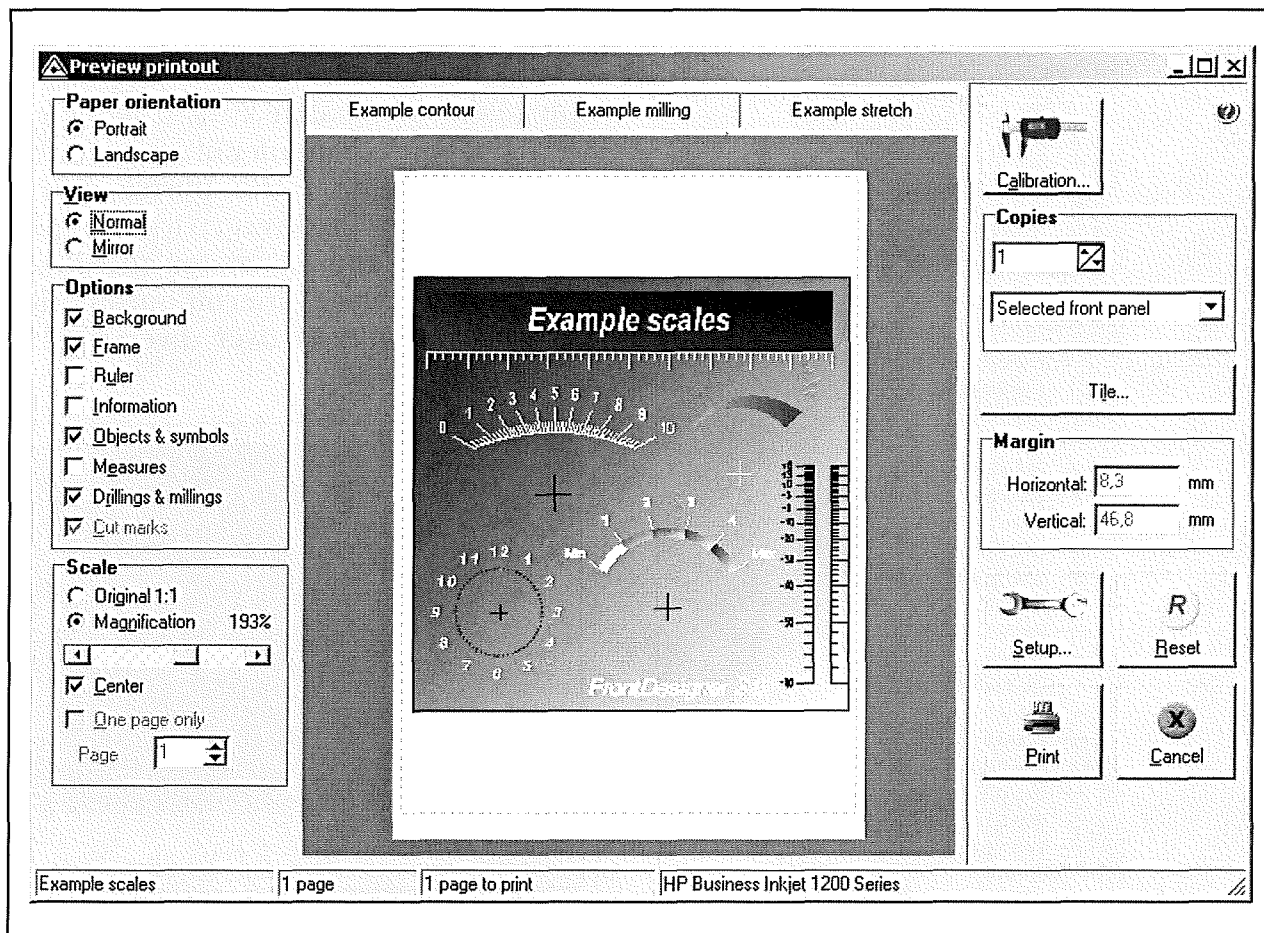 Preview printout
Paper orientation
Portrait
Landscape
View
Normal
Mirror
Options
Background
Frame
Ruler
Information
Objects & symbols
Measures
Drillings & millings
Cut marks
Scale
Original 1:1
Magnification 193%
Center
One page only
Page 1
Example contour
Example milling
Example stretch
Example scales
0 1 2 3 4 5 6 7 8 9 10
Min
12 1 2 3 4 5 6 7 8 9 10 11
FrontDesigner
Calibration...
Copies
1
Selected front panel
Tile...
Margin
Horizontal: 8,3 mm
Vertical: 46,8 mm
Setup...
R
Reset
Print
X
Cancel
Example scales
1 page
1 page to print
HP Business Inkjet 1200 Series